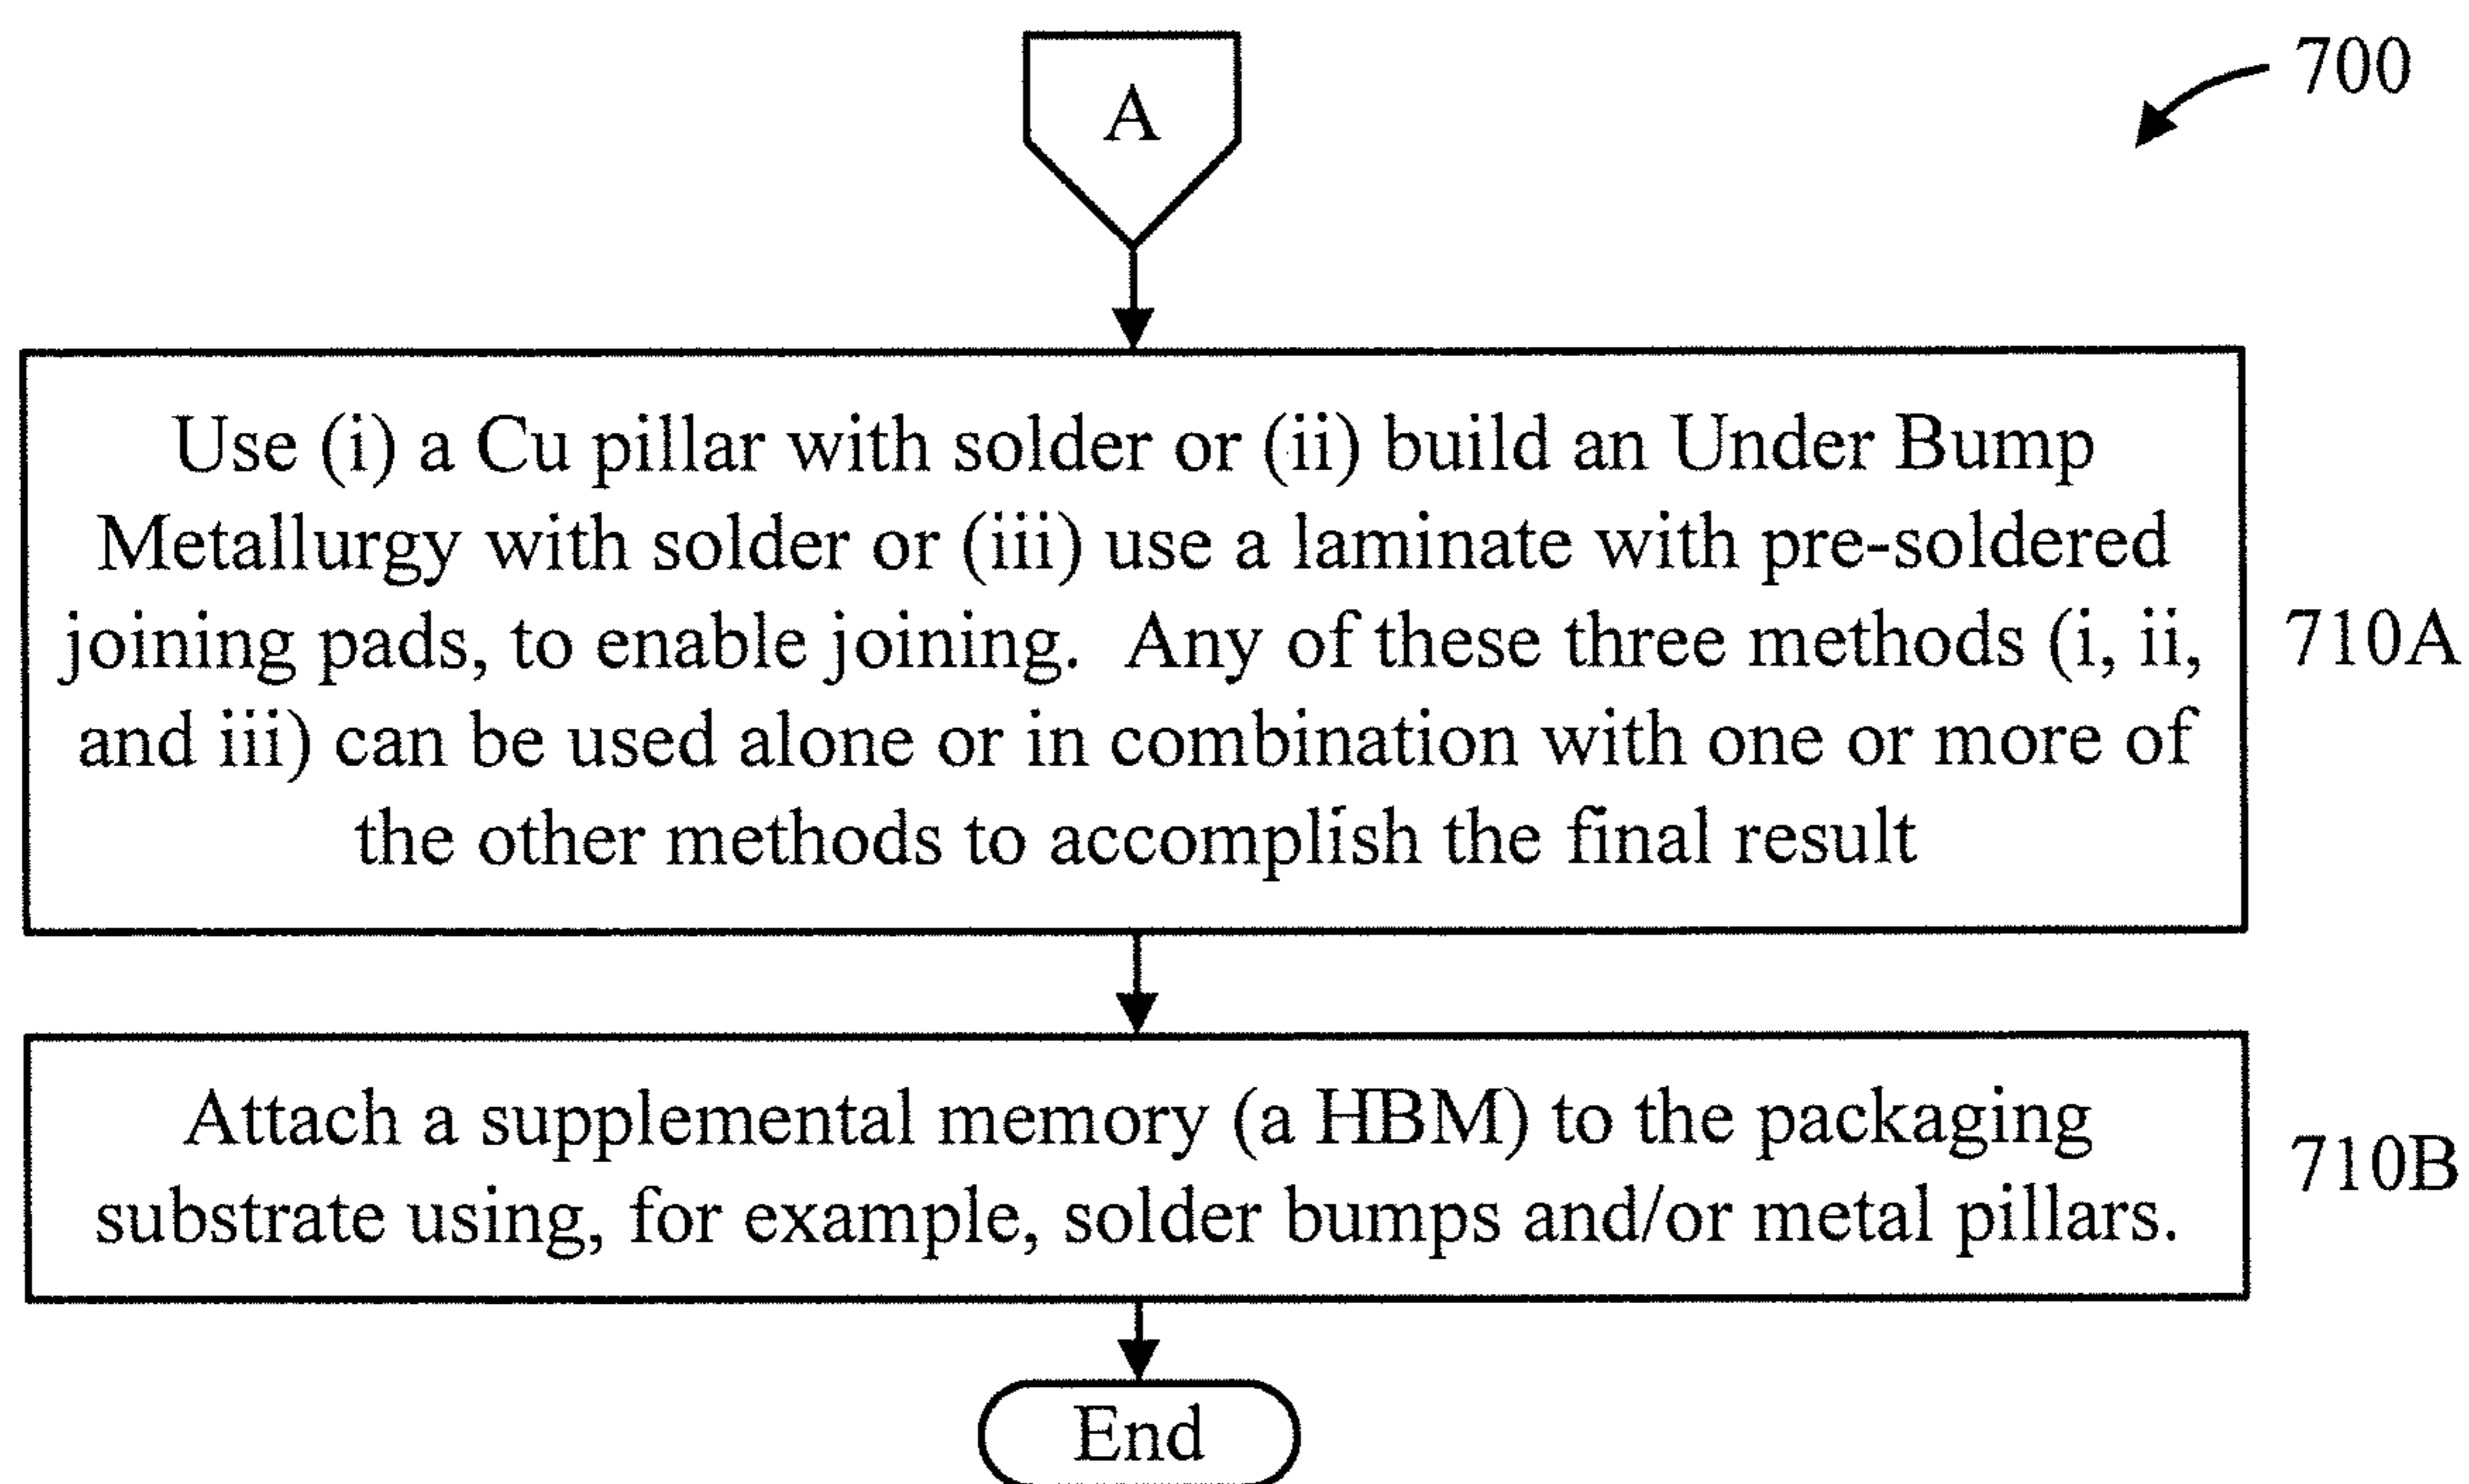 A
700
Use (i) a Cu pillar with solder or (ii) build an Under Bump
Metallurgy with solder or (iii) use a laminate with pre-soldered
joining pads, to enable joining. Any of these three methods (i, ii,
and iii) can be used alone or in combination with one or more of
the other methods to accomplish the final result
710A
Attach a supplemental memory (a HBM) to the packaging
substrate using, for example, solder bumps and/or metal pillars.
710B
End